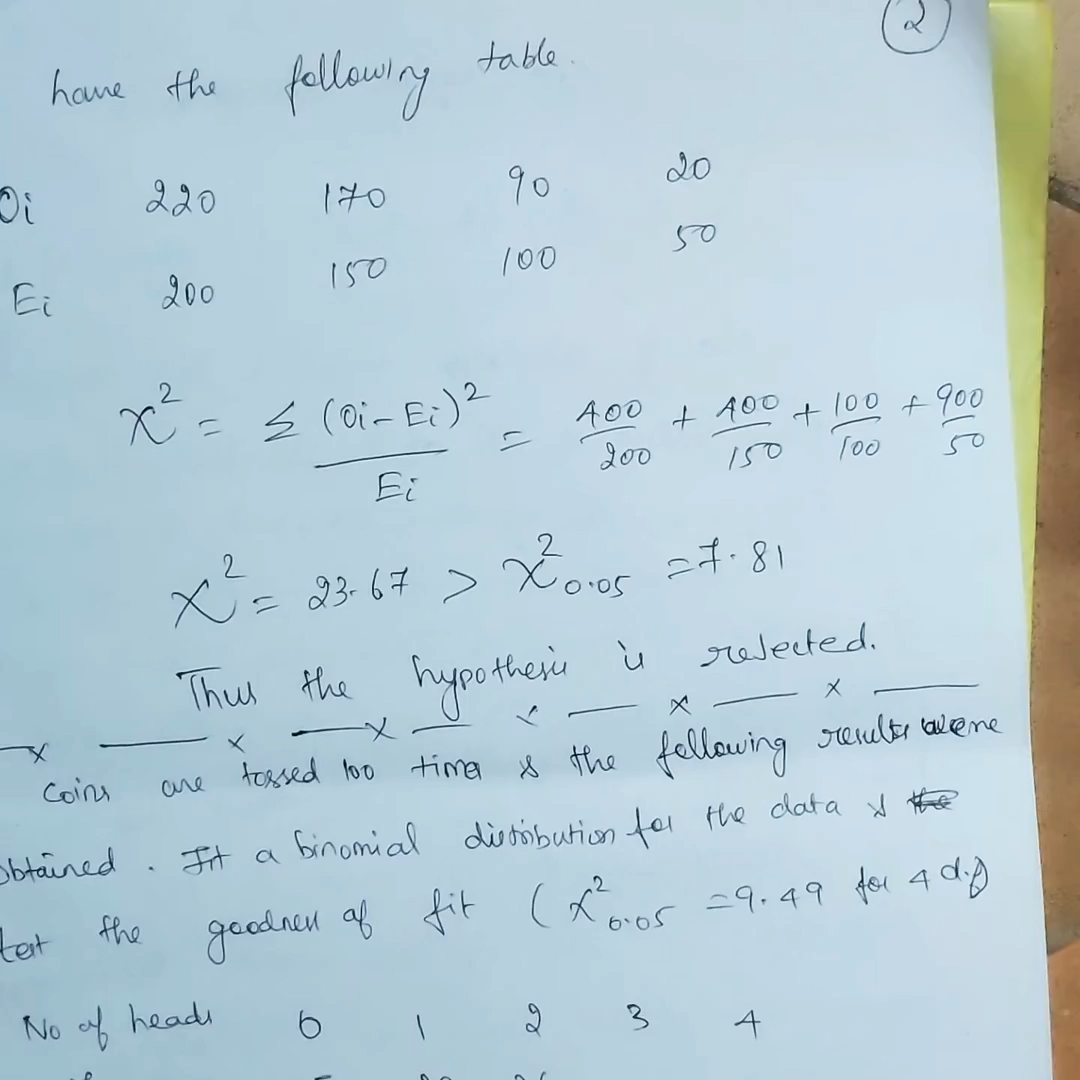 2
have the following table.
Oi 220 170 90 20
Ei 200 150 100 50
χ² = ≤ (Oi - Ei)² / Ei = 400/200 + 400/150 + 100/100 + 900/50
χ² = 23.67 > χ²0.05 = 7.81
Thus the hypothesis is rejected.
x x x x x x
Coins are tossed 100 times & the following results were
obtained. Fit a binomial distribution for the data & the
test the goodness of fit (χ²0.05 = 9.49 for 4 d.f)
No of heads 0 1 2 3 4